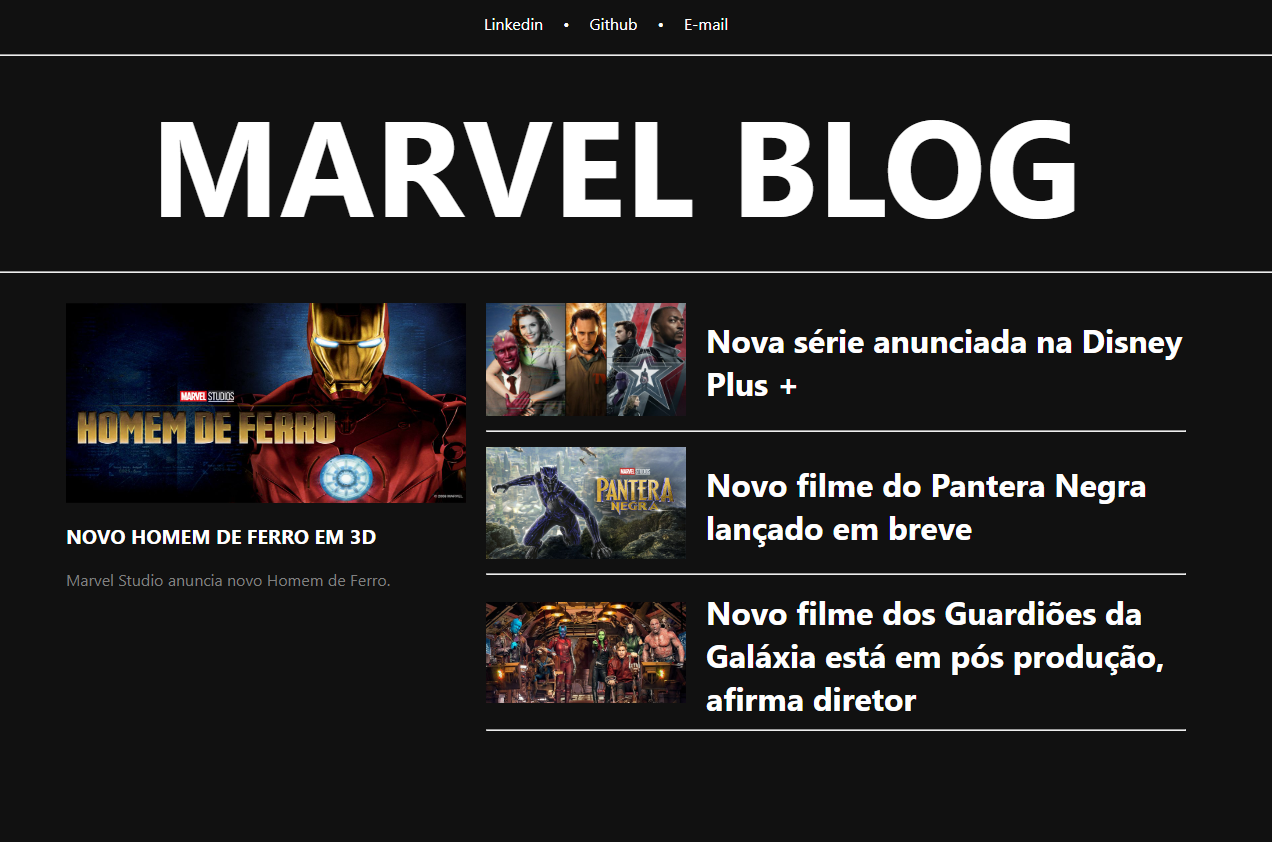 Linkedin • Github • E-mail
MARVEL BLOG
MARVEL STUDIOS
HOMEM DE FERRO
© 2008 MARVEL
NOVO HOMEM DE FERRO EM 3D
Marvel Studio anuncia novo Homem de Ferro.
Nova série anunciada na Disney
Plus +
MARVEL STUDIOS
PANTERA
NEGRA
Novo filme do Pantera Negra
lançado em breve
Novo filme dos Guardiões da
Galáxia está em pós produção,
afirma diretor